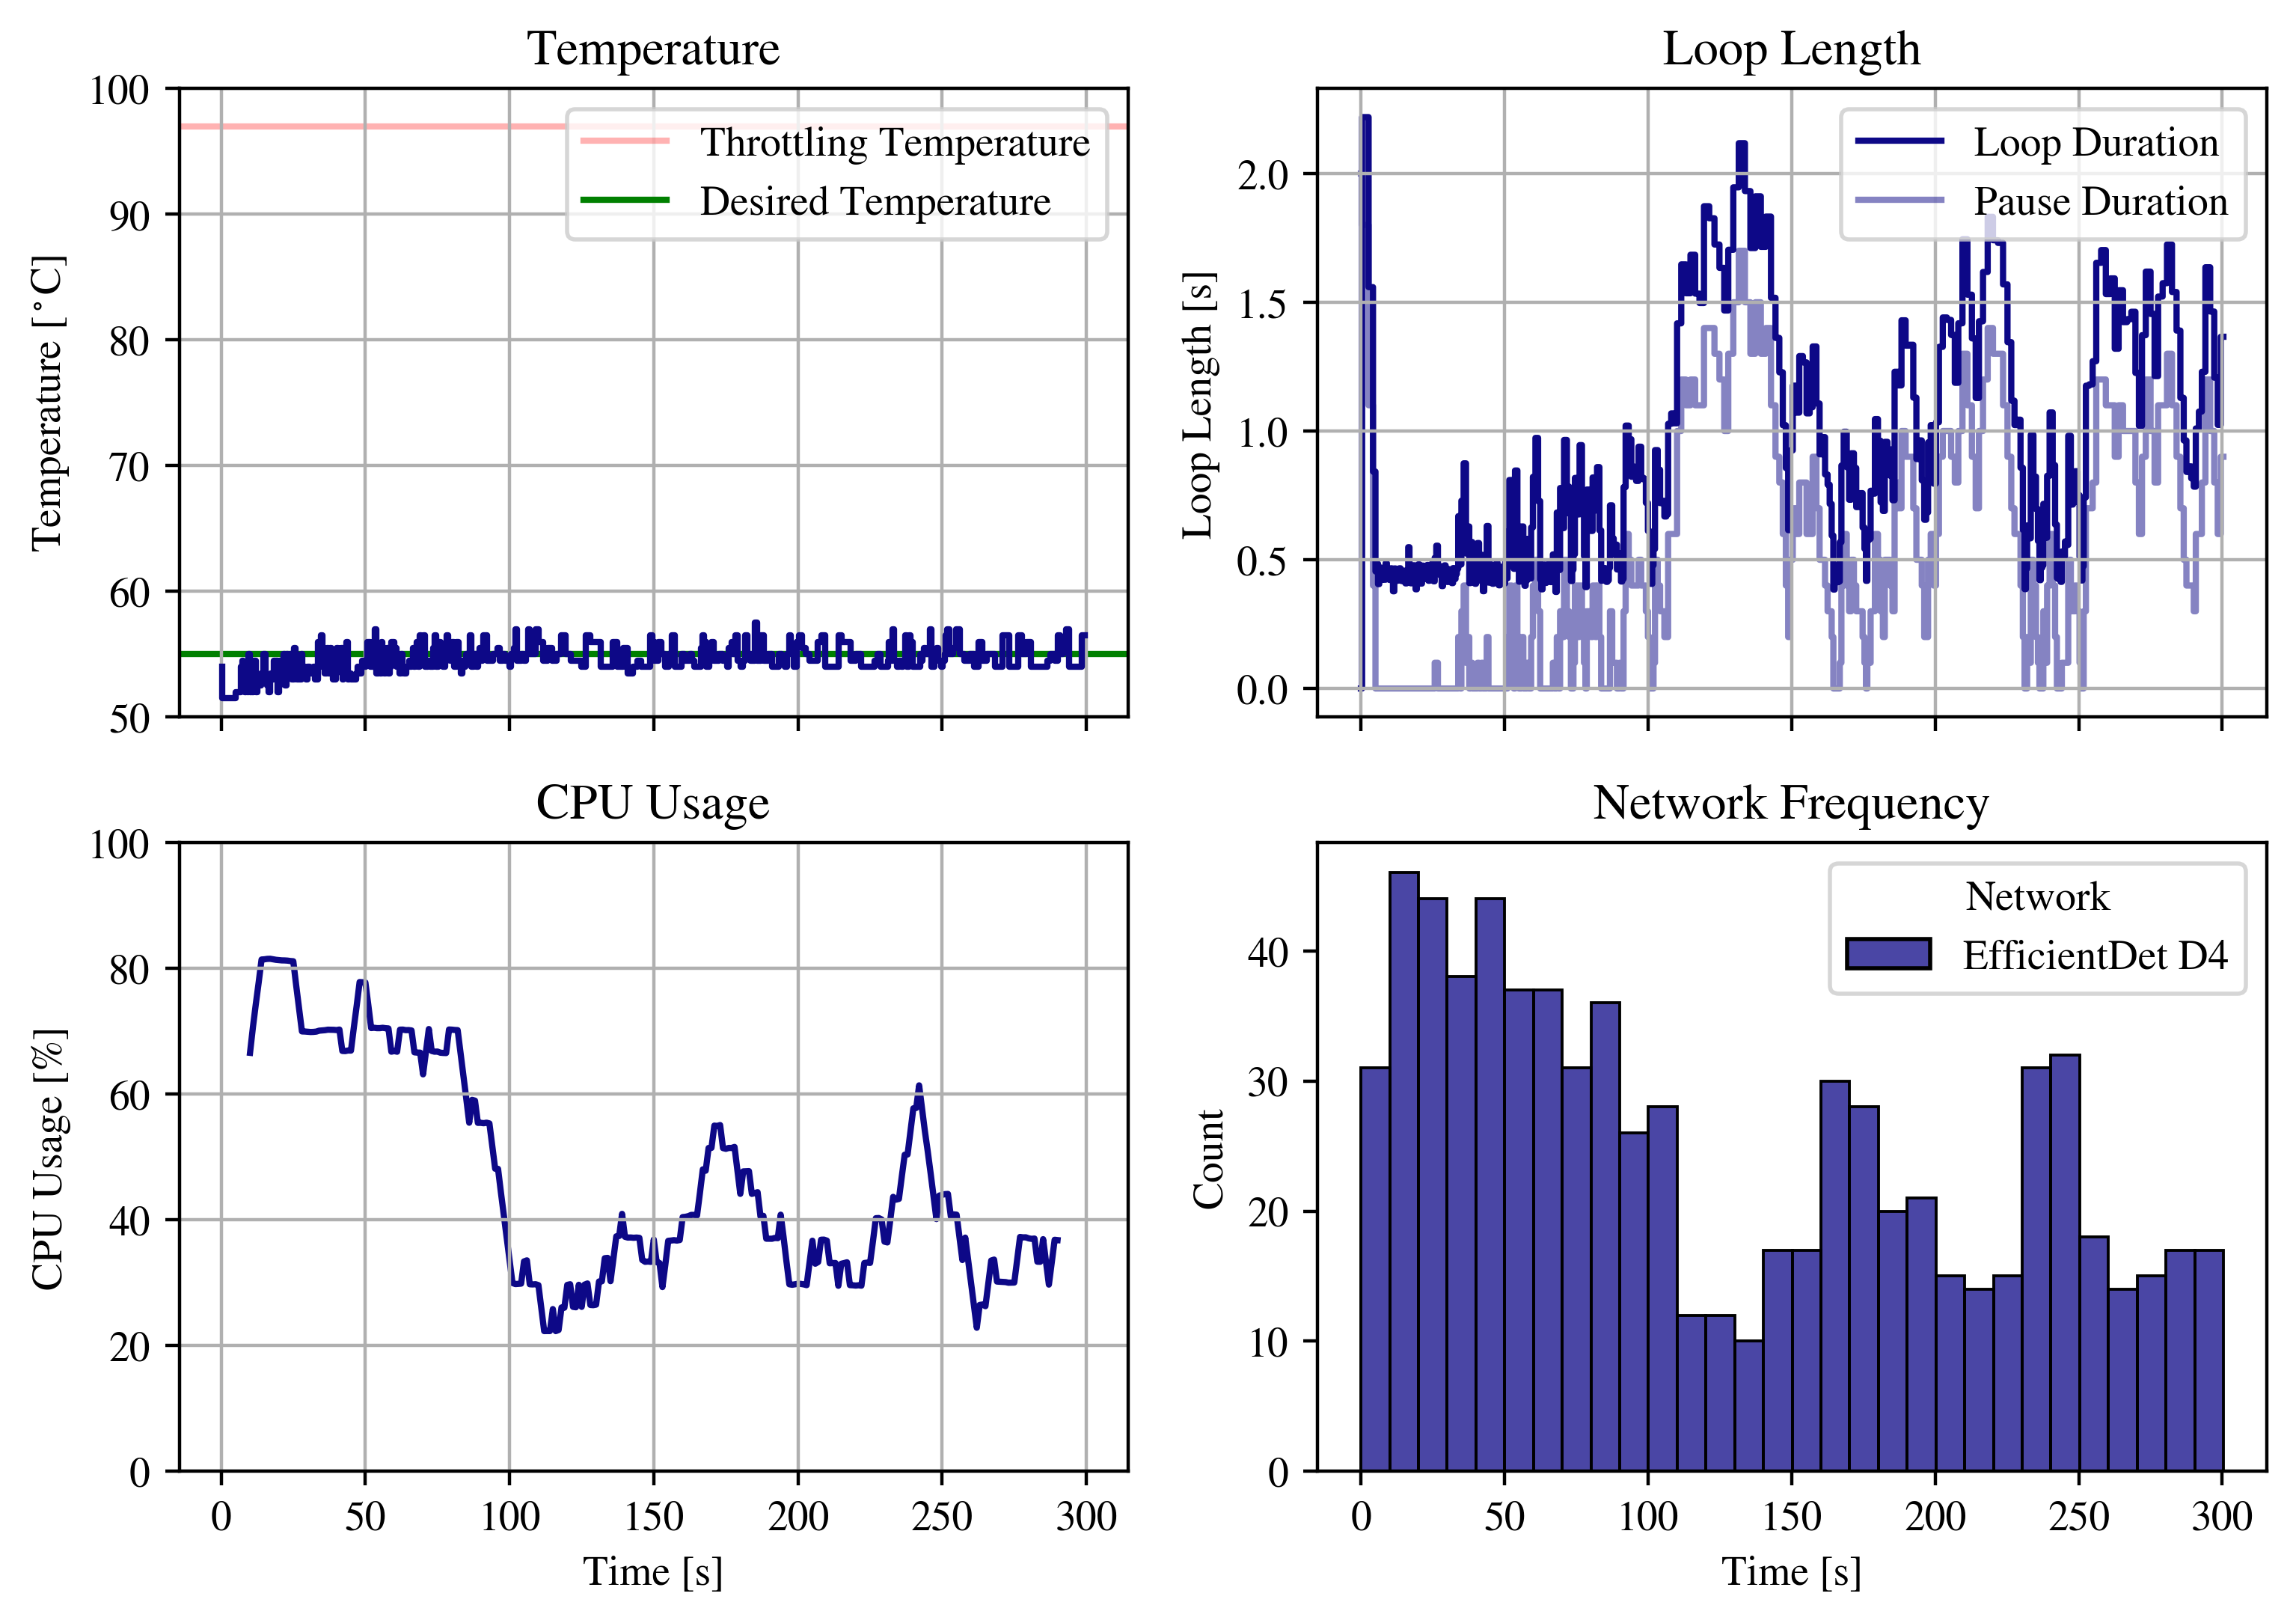 Temperature
100
90
80
70
60
50
Temperature [°C]
Throttling Temperature
Desired Temperature
Loop Length
2.0
1.5
1.0
0.5
0.0
Loop Length [s]
Loop Duration
Pause Duration
CPU Usage
100
80
60
40
20
0
CPU Usage [%]
0 50 100 150 200 250 300
Time [s]
Network Frequency
40
30
20
10
0
Count
Network
EfficientDet D4
0 50 100 150 200 250 300
Time [s]